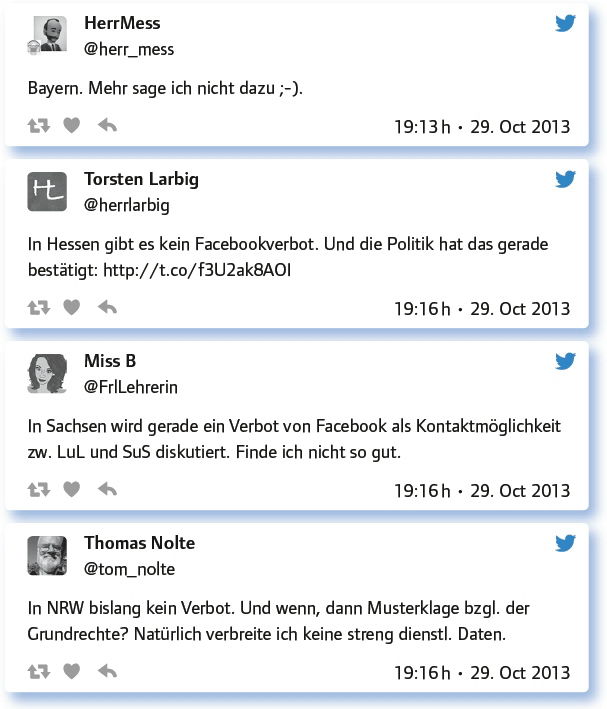 HerrMess
@herr_mess
Bayern. Mehr sage ich nicht dazu ;-).
19:13 h • 29. Oct 2013
HL
Torsten Larbig
@herrlarbig
In Hessen gibt es kein Facebookverbot. Und die Politik hat das gerade
bestätigt: http://t.co/f3U2ak8AOI
19:16 h • 29. Oct 2013
Miss B
@FrlLehrerin
In Sachsen wird gerade ein Verbot von Facebook als Kontaktmöglichkeit
zw. LuL und SuS diskutiert. Finde ich nicht so gut.
19:16 h • 29. Oct 2013
Thomas Nolte
@tom_nolte
In NRW bislang kein Verbot. Und wenn, dann Musterklage bzgl. der
Grundrechte? Natürlich verbreite ich keine streng dienstl. Daten.
19:16 h • 29. Oct 2013